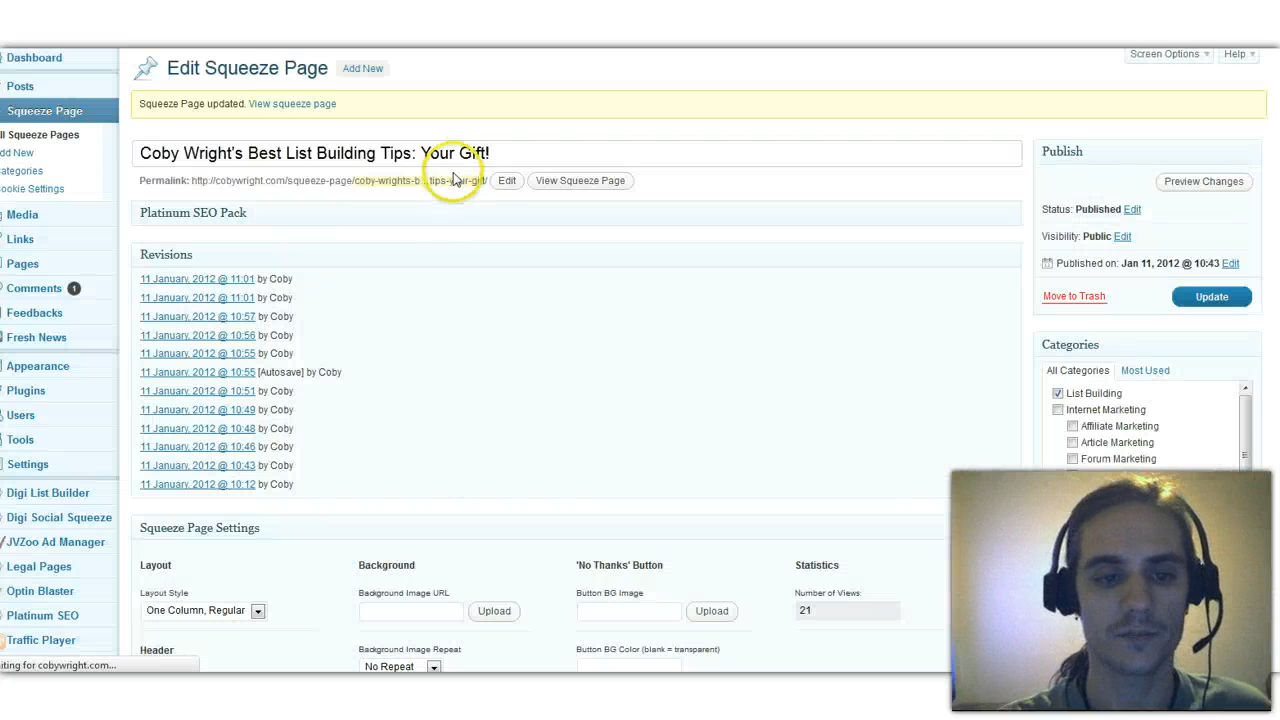 Dashboard
Posts
Squeeze Page
ll Squeeze Pages
dd New
ategories
ookie Settings
Media
Links
Pages
Comments 1
Feedbacks
Fresh News
Appearance
Plugins
Users
Tools
Settings
Digi List Builder
Digi Social Squeeze
JVZoo Ad Manager
Legal Pages
Optin Blaster
Platinum SEO
Traffic Player
iting for cobywright.com...
Screen Options Help
Edit Squeeze Page Add New
Squeeze Page updated. View squeeze page
Coby Wright's Best List Building Tips: Your Gift!
Permalink: http://cobywright.com/squeeze-page/coby-wrights-b...tips-your-gift/ Edit View Squeeze Page
Platinum SEO Pack
Revisions
11 January, 2012 @ 11:01 by Coby
11 January, 2012 @ 11:01 by Coby
11 January, 2012 @ 10:57 by Coby
11 January, 2012 @ 10:56 by Coby
11 January, 2012 @ 10:55 by Coby
11 January, 2012 @ 10:55 [Autosave] by Coby
11 January, 2012 @ 10:51 by Coby
11 January, 2012 @ 10:49 by Coby
11 January, 2012 @ 10:48 by Coby
11 January, 2012 @ 10:46 by Coby
11 January, 2012 @ 10:43 by Coby
11 January, 2012 @ 10:12 by Coby
Squeeze Page Settings
Layout
Layout Style
One Column, Regular
Header
Background
Background Image URL
Upload
Background Image Repeat
No Repeat
'No Thanks' Button
Button BG Image
Upload
Button BG Color (blank = transparent)
Statistics
Number of Views:
21
Publish
Preview Changes
Status: Published Edit
Visibility: Public Edit
Published on: Jan 11, 2012 @ 10:43 Edit
Move to Trash Update
Categories
All Categories Most Used
List Building
Internet Marketing
Affiliate Marketing
Article Marketing
Forum Marketing